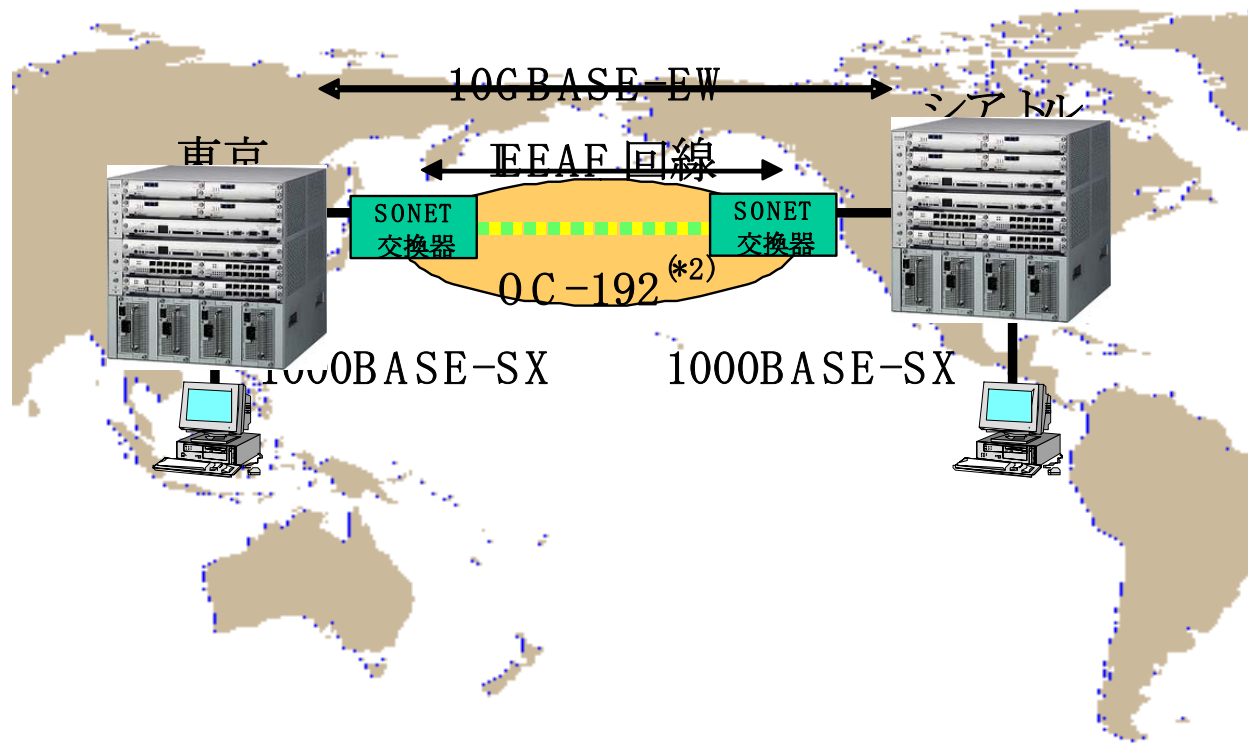 10GBASE-EW
シアトル
東京
IEEAF 回線
SONET
交換器
SONET
交換器
OC-192(*2)
1000BASE-SX
1000BASE-SX